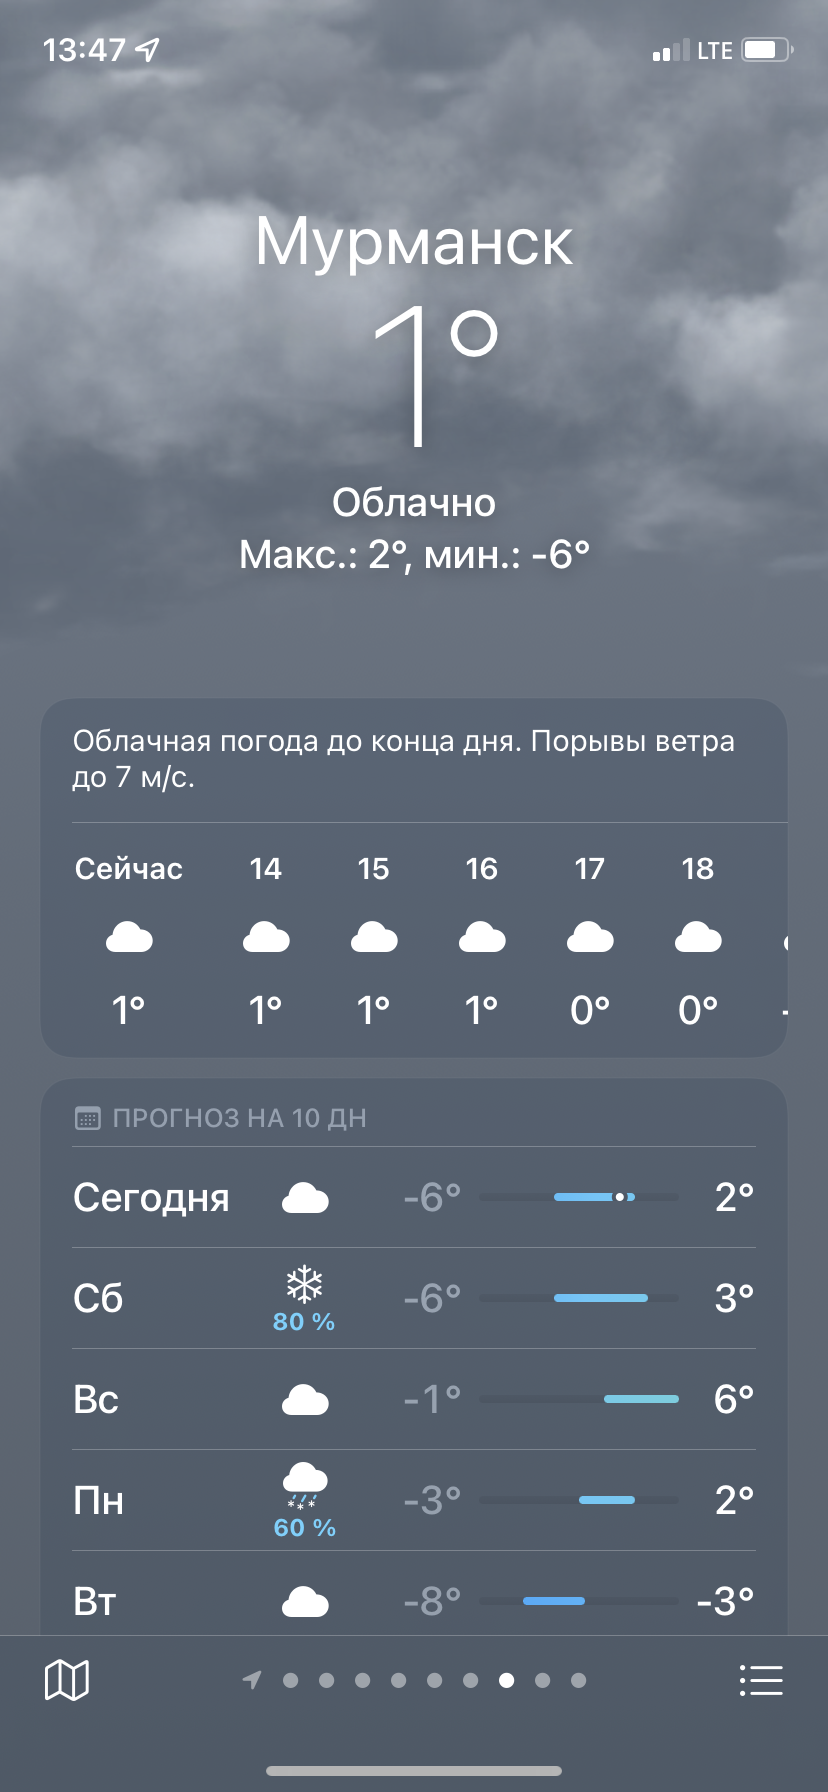 13:47
LTE
Мурманск
1°
Облачно
Макс.: 2°, мин.: -6°
Облачная погода до конца дня. Порывы ветра
до 7 м/с.
Сейчас 14 15 16 17 18
1° 1° 1° 1° 0° 0°
ПРОГНОЗ НА 10 ДН
Сегодня -6° 2°
Сб 80 % -6° 3°
Вс -1° 6°
Пн 60 % -3° 2°
Вт -8° -3°